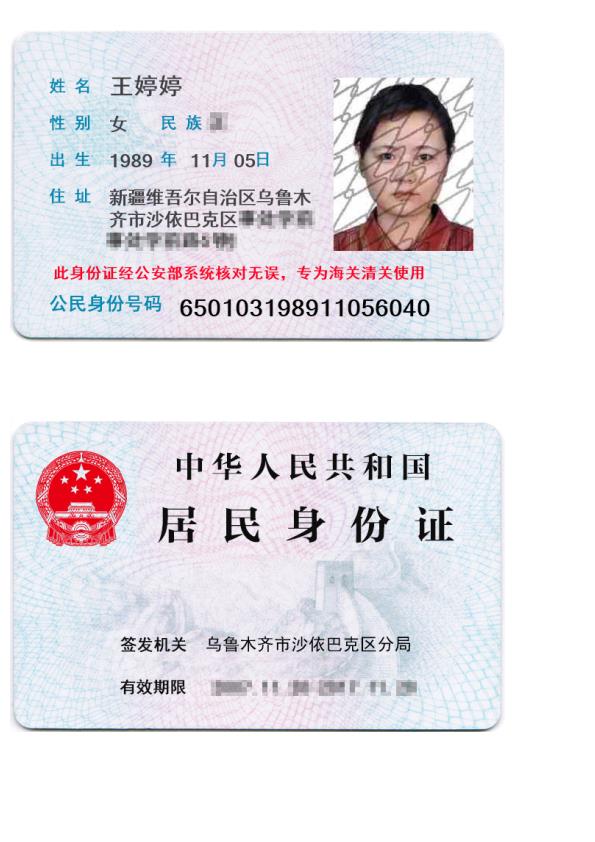 姓名 王婷婷
性别 女 民族
出生 1989 年 11月 05日
住址 新疆维吾尔自治区乌鲁木
齐市沙依巴克区
此身份证经公安部系统核对无误，专为海关清关使用
公民身份号码 650103198911056040
中华人民共和国
居民身份证
签发机关 乌鲁木齐市沙依巴克区分局
有效期限